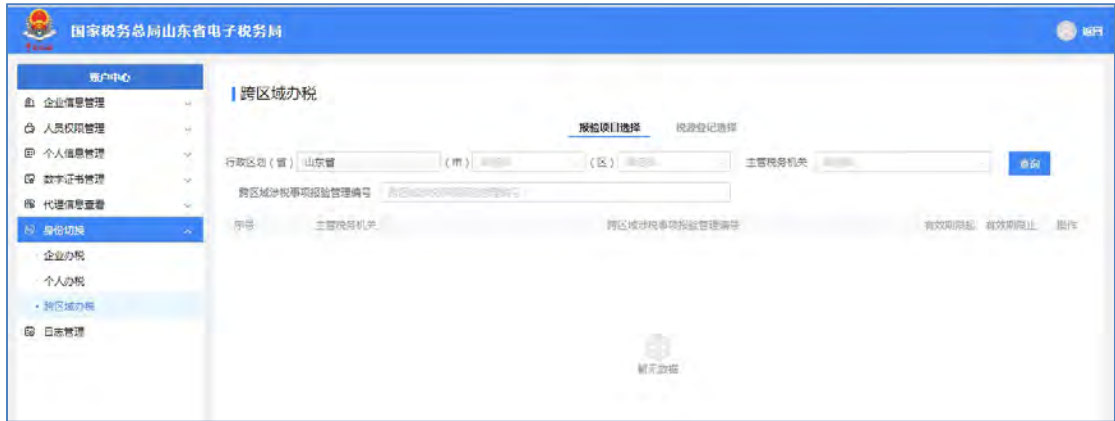 国家税务总局山东省电子税务局
返回
账户中心
企业信息管理
人员权限管理
个人信息管理
数字证书管理
代理信息查看
身份切换
企业办税
个人办税
跨区域办税
日志管理
跨区域办税
报验项目选择 税源登记选择
行政区划(省) 山东省 (市) (区) 主管税务机关 查询
跨区域涉税事项报验管理编号
序号 主管税务机关 跨区域涉税事项报验管理编号 有效期限起 有效期限止 操作
暂无数据